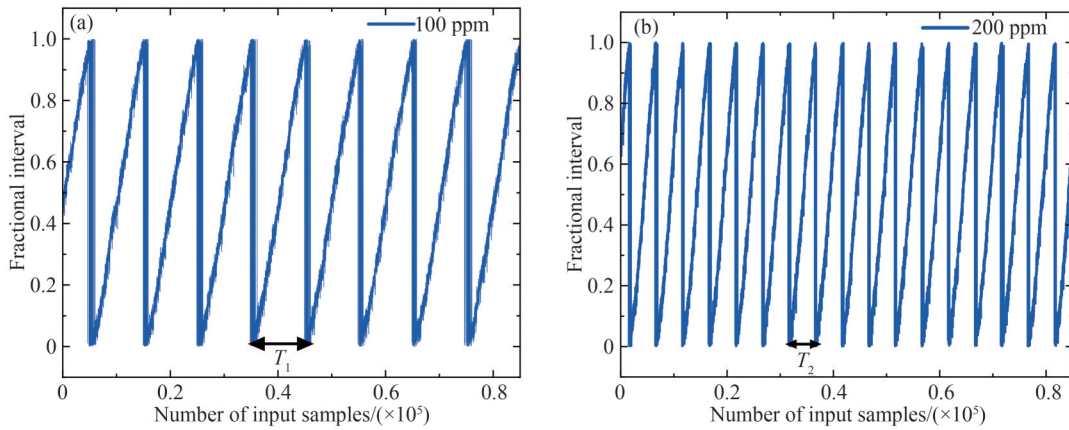 (a)
100 ppm
Fractional interval
1.0
0.8
0.6
0.4
0.2
0
T₁
0 0.2 0.4 0.6 0.8
Number of input samples/(×10⁵)
(b)
200 ppm
Fractional interval
1.0
0.8
0.6
0.4
0.2
0
T₂
0 0.2 0.4 0.6 0.8
Number of input samples/(×10⁵)